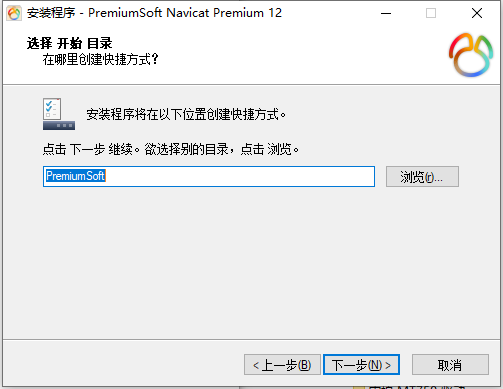 安装程序 - PremiumSoft Navicat Premium 12
选择 开始 目录
在哪里创建快捷方式?
安装程序将在以下位置创建快捷方式。
点击 下一步 继续。欲选择别的目录，点击 浏览。
PremiumSoft
浏览(r)...
< 上一步(B)
下一步(N) >
取消